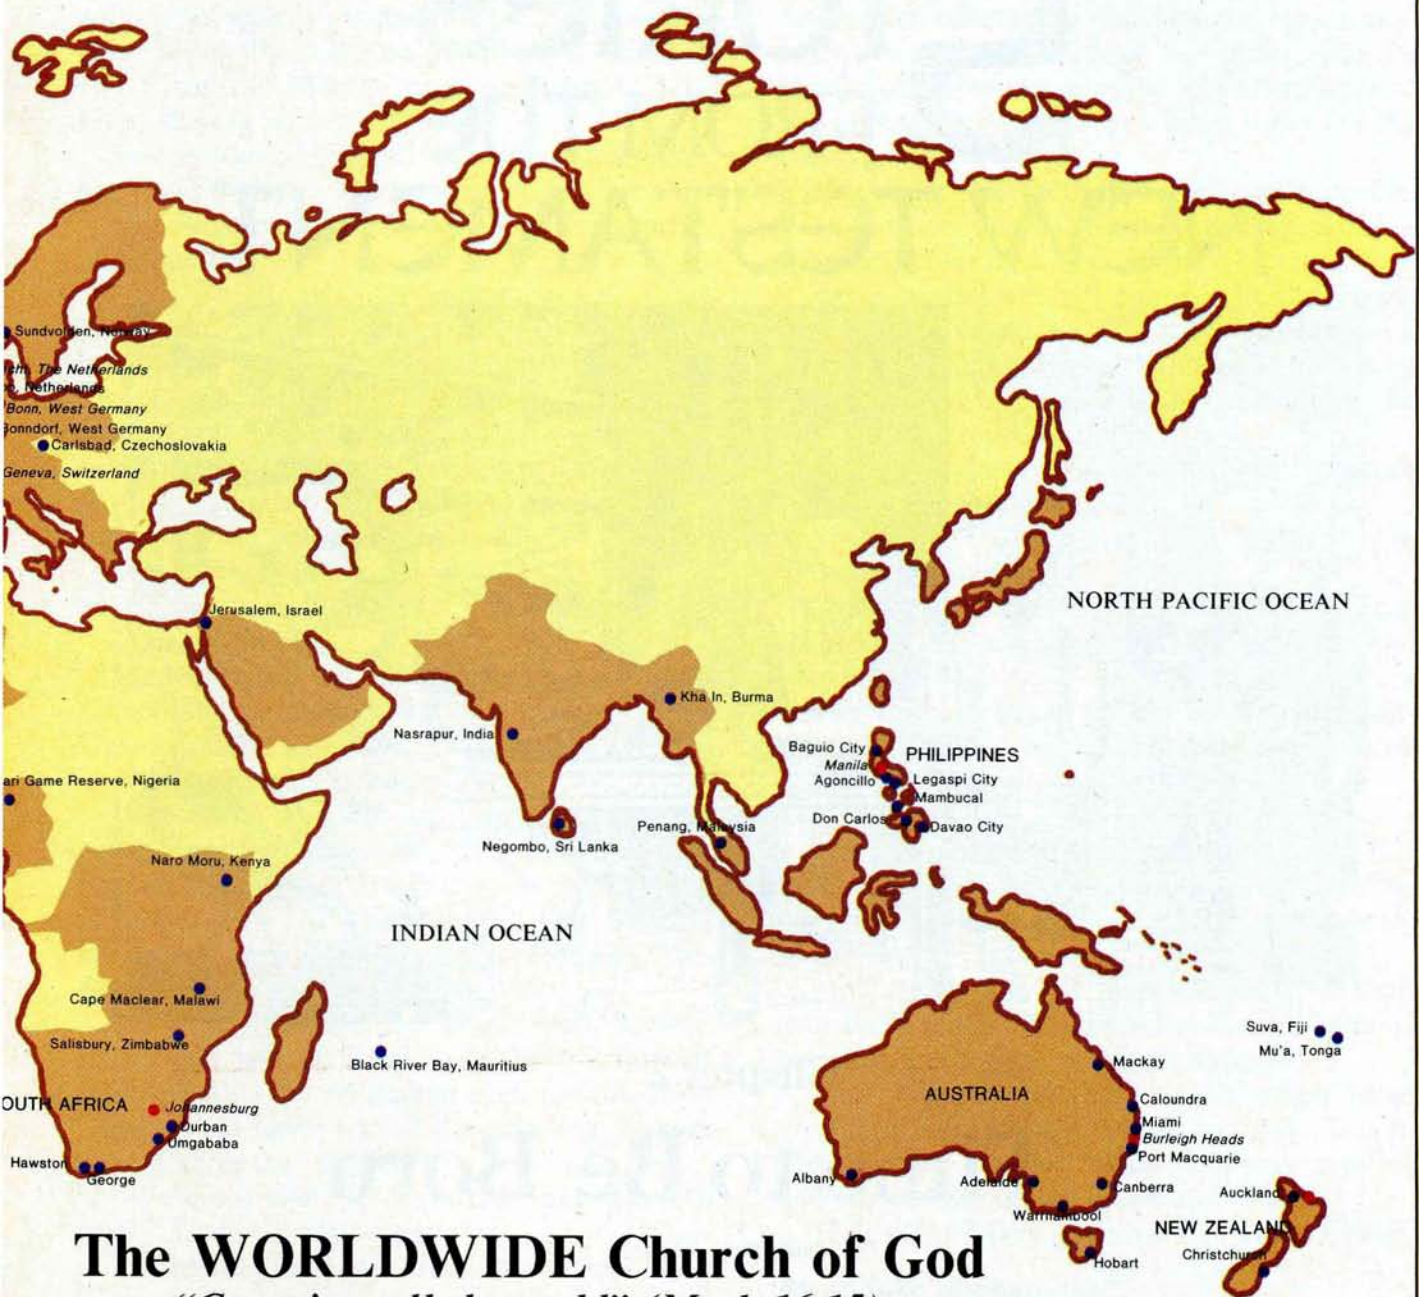 Sundvolden, Norway
The Netherlands
Netherlands
Bonn, West Germany
Bonndorf, West Germany
Carlsbad, Czechoslovakia
Geneva, Switzerland
NORTH PACIFIC OCEAN
Jerusalem, Israel
Kha In, Burma
Nasrapur, India
Baguio City
PHILIPPINES
Manila
Agoncillo
Legaspi City
Mambucal
Don Carlos
Davao City
Game Reserve, Nigeria
Penang, Malaysia
Negombo, Sri Lanka
Naro Moru, Kenya
INDIAN OCEAN
Cape Maclear, Malawi
Salisbury, Zimbabwe
Black River Bay, Mauritius
Suva, Fiji
Mu'a, Tonga
Mackay
AUSTRALIA
Caloundra
Miami
Burleigh Heads
Port Macquarie
OUTH AFRICA
Johannesburg
Durban
Umgababa
Hawston
George
Albany
Adelaide
Canberra
Warrnambool
Auckland
NEW ZEALAND
Christchurch
Hobart
The WORLDWIDE Church of God